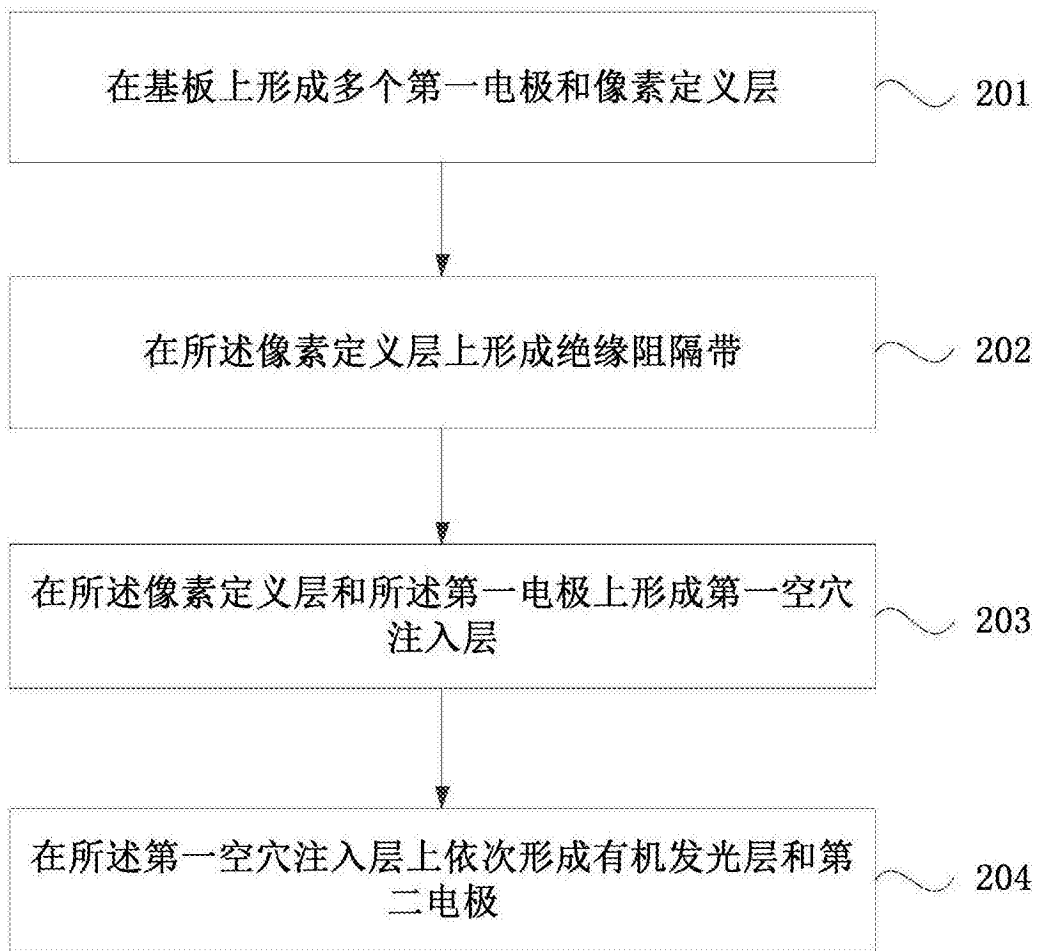 在基板上形成多个第一电极和像素定义层
201
在所述像素定义层上形成绝缘阻隔带
202
在所述像素定义层和所述第一电极上形成第一空穴
注入层
203
在所述第一空穴注入层上依次形成有机发光层和第
二电极
204